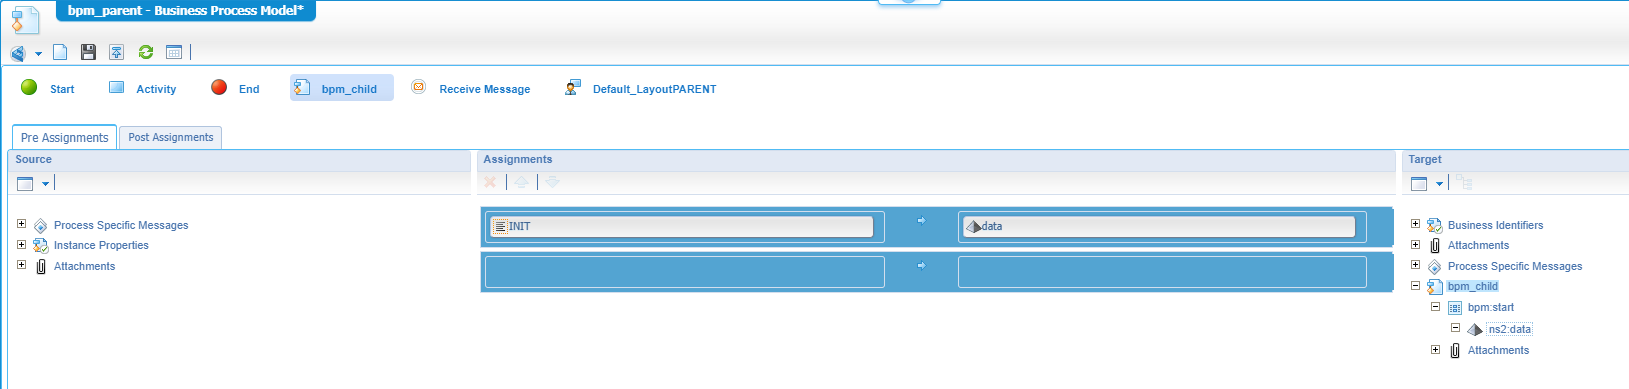 bpm_parent - Business Process Model*
Start Activity End bpm_child Receive Message Default_LayoutPARENT
Pre Assignments Post Assignments
Source Assignments Target
INIT data
Process Specific Messages
Instance Properties
Attachments
Business Identifiers
Attachments
Process Specific Messages
bpm_child
bpm:start
ns2:data
Attachments